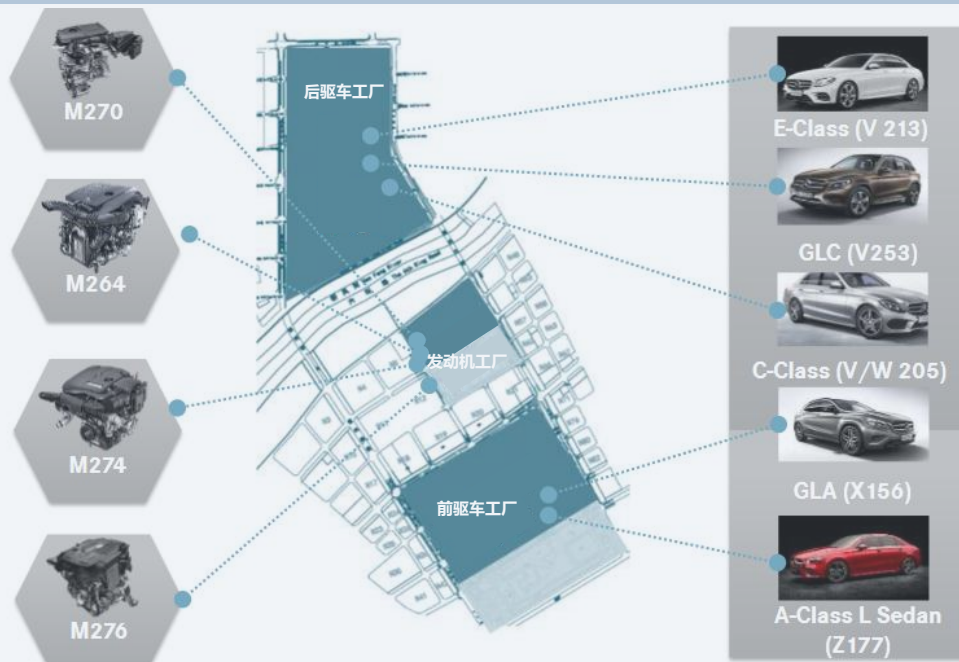 M270
M264
M274
M276
后驱车工厂
发动机工厂
前驱车工厂
E-Class (V 213)
GLC (V253)
C-Class (V/W 205)
GLA (X156)
A-Class L Sedan
(Z177)